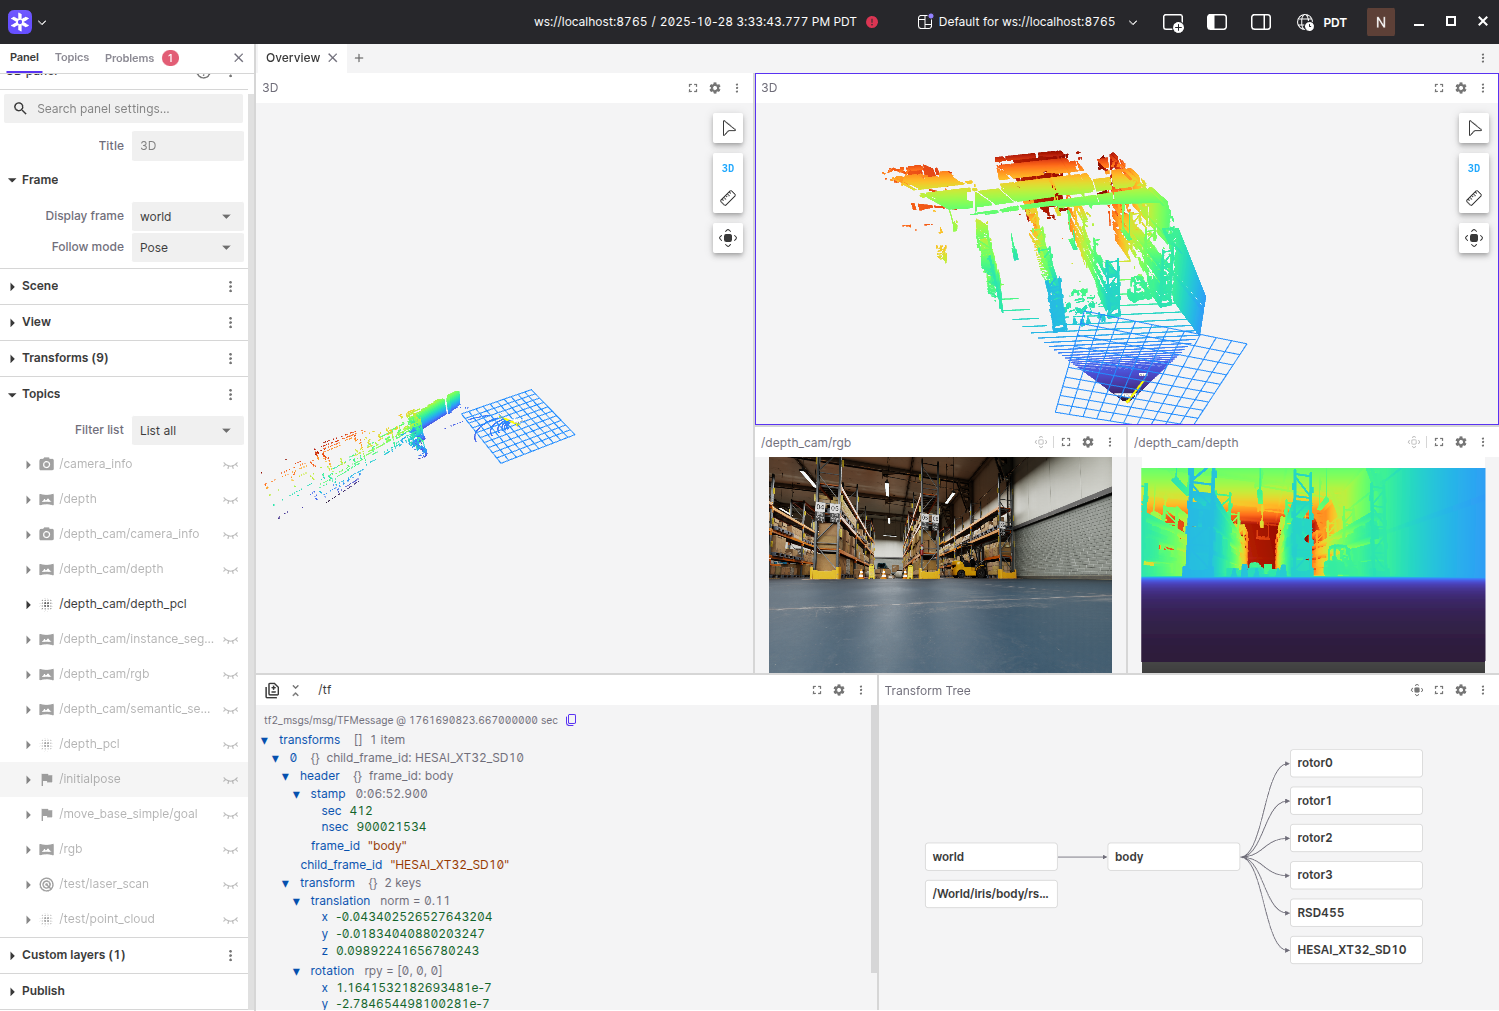 ws://localhost:8765 / 2025-10-28 3:33:43.777 PM PDT
Default for ws://localhost:8765
PDT
N
Panel
Topics
Problems
1
Search panel settings...
Title
3D
Frame
Display frame
world
Follow mode
Pose
Scene
View
Transforms (9)
Topics
Filter list
List all
/camera_info
/depth
/depth_cam/camera_info
/depth_cam/depth
/depth_cam/depth_pcl
/depth_cam/instance_seg...
/depth_cam/rgb
/depth_cam/semantic_se...
/depth_pcl
/initialpose
/move_base_simple/goal
/rgb
/test/laser_scan
/test/point_cloud
Custom layers (1)
Publish
Overview
3D
3D
3D
3D
/depth_cam/rgb
/depth_cam/depth
/tf
tf2_msgs/msg/TFMessage @ 1761690823.667000000 sec
transforms [] 1 item
0 {} child_frame_id: HESAI_XT32_SD10
header {} frame_id: body
stamp 0:06:52.900
sec 412
nsec 900021534
frame_id "body"
child_frame_id "HESAI_XT32_SD10"
transform {} 2 keys
translation norm = 0.11
x -0.043402526527643204
y -0.01834040880203247
z 0.09892241656780243
rotation rpy = [0, 0, 0]
x 1.1641532182693481e-7
y -2.784654498100281e-7
Transform Tree
world
/World/iris/body/rs...
body
rotor0
rotor1
rotor2
rotor3
RSD455
HESAI_XT32_SD10